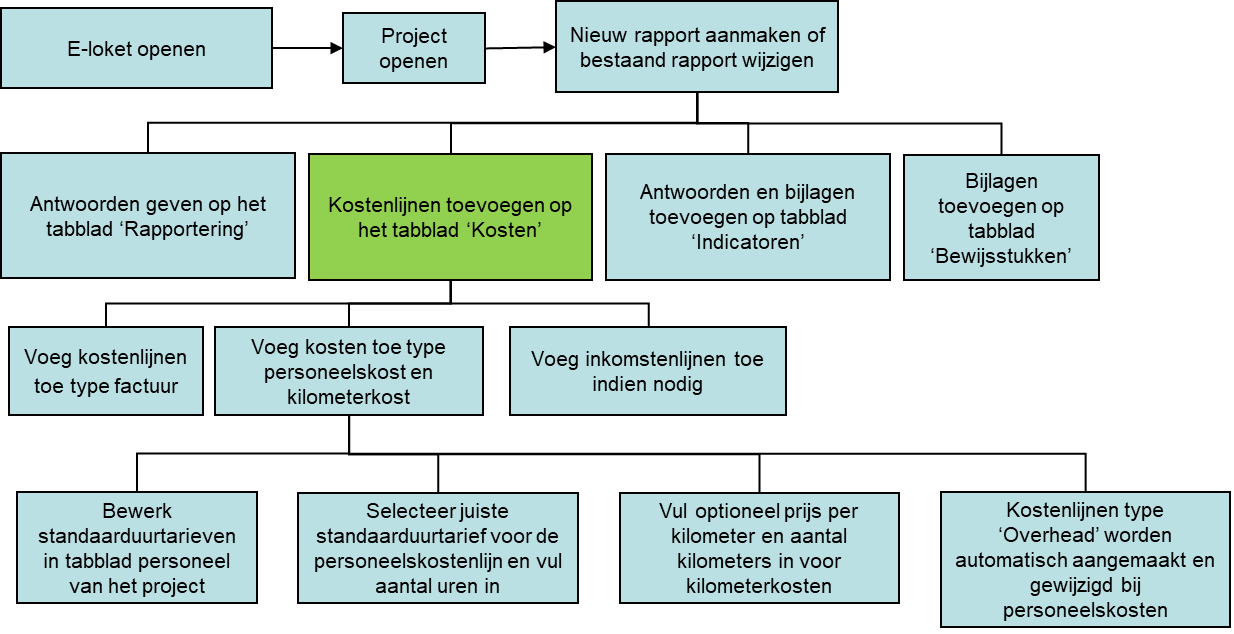 E-loket openen
Project
openen
Nieuw rapport aanmaken of
bestaand rapport wijzigen
Antwoorden geven op het
tabblad ‘Rapportering’
Kostenlijnen toevoegen op
het tabblad ‘Kosten’
Antwoorden en bijlagen
toevoegen op tabblad
‘Indicatoren’
Bijlagen
toevoegen op
tabblad
‘Bewijsstukken’
Voeg kostenlijnen
toe type factuur
Voeg kosten toe type
personeelskost en
kilometerkost
Voeg inkomstenlijnen toe
indien nodig
Bewerk
standaarduurtarieven
in tabblad personeel
van het project
Selecteer juiste
standaarduurtarief voor de
personeelskostenlijn en vul
aantal uren in
Vul optioneel prijs per
kilometer en aantal
kilometers in voor
kilometerkosten
Kostenlijnen type
‘Overhead’ worden
automatisch aangemaakt en
gewijzigd bij
personeelskosten